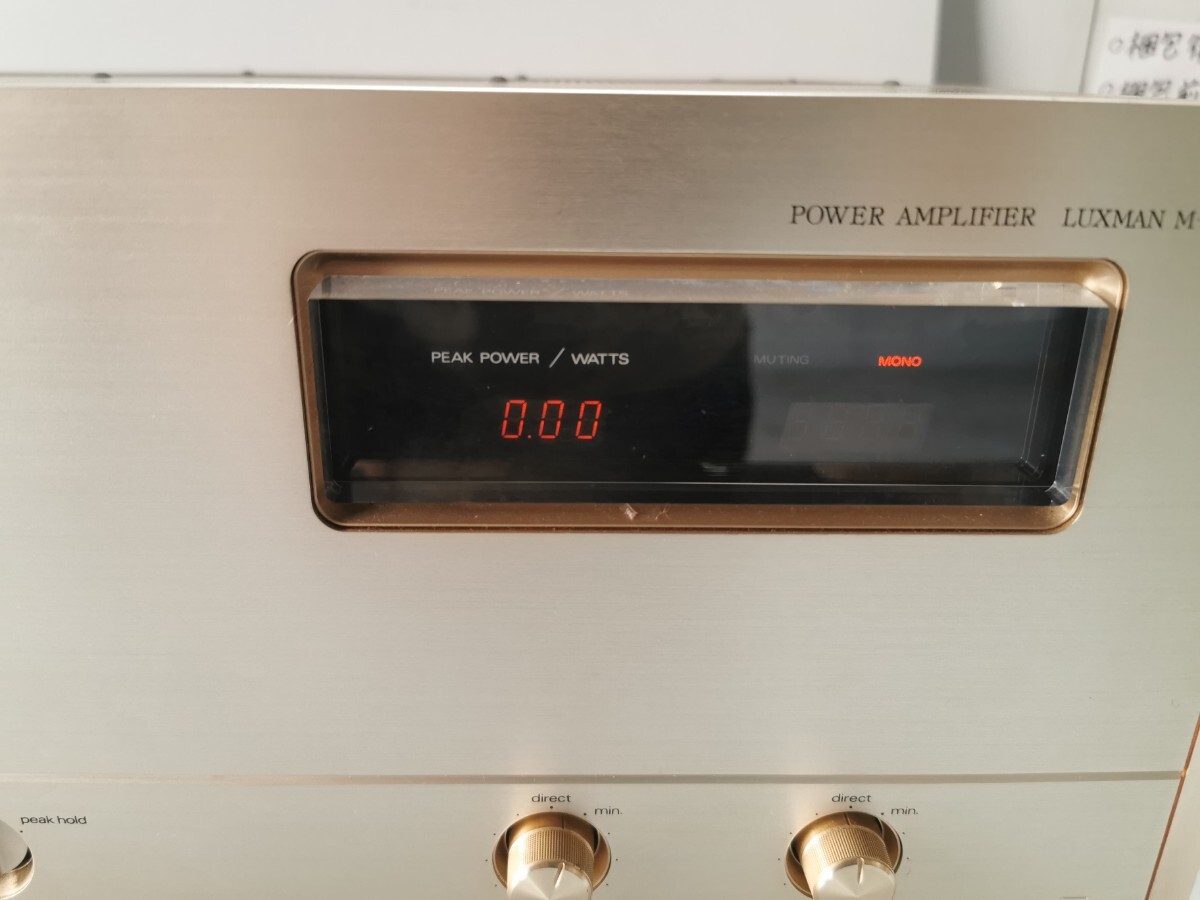 POWER AMPLIFIER LUXMAN M
PEAK POWER / WATTS
MUTING
MONO
0.00
peak hold
direct
min.
direct
min.